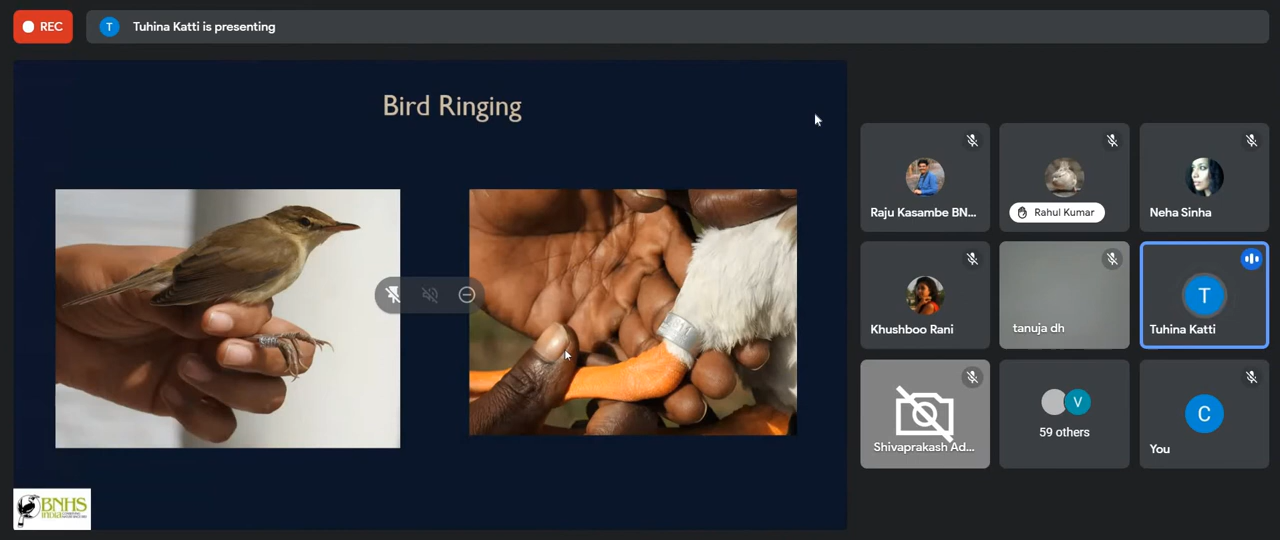 REC
T
Tuhina Katti is presenting
Bird Ringing
Raju Kasambe BN...
Rahul Kumar
Neha Sinha
Khushboo Rani
tanuja dh
T
Tuhina Katti
Shivaprakash Ad...
V
59 others
C
You
BNHS